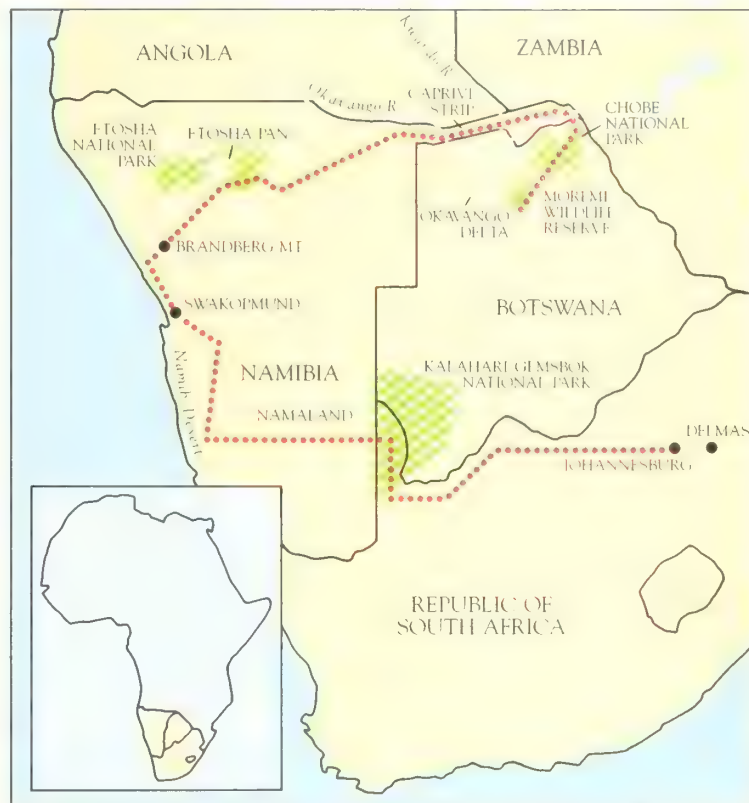 ANGOLA
ZAMBIA
Okavango R
CAPRIVI
STRIP
CHOBE
NATIONAL
PARK
ETOSHA
NATIONAL
PARK
ETOSHA PAN
OKAVANGO
DELTA
MOREMI
WILDLIFE
RESERVE
BRANDBERG MT
SWAKOPMUND
BOTSWANA
NAMIBIA
Namib Desert
KALAHARI GEMSBOK
NATIONAL PARK
NAMALAND
DELMAS
JOHANNESBURG
REPUBLIC OF
SOUTH AFRICA